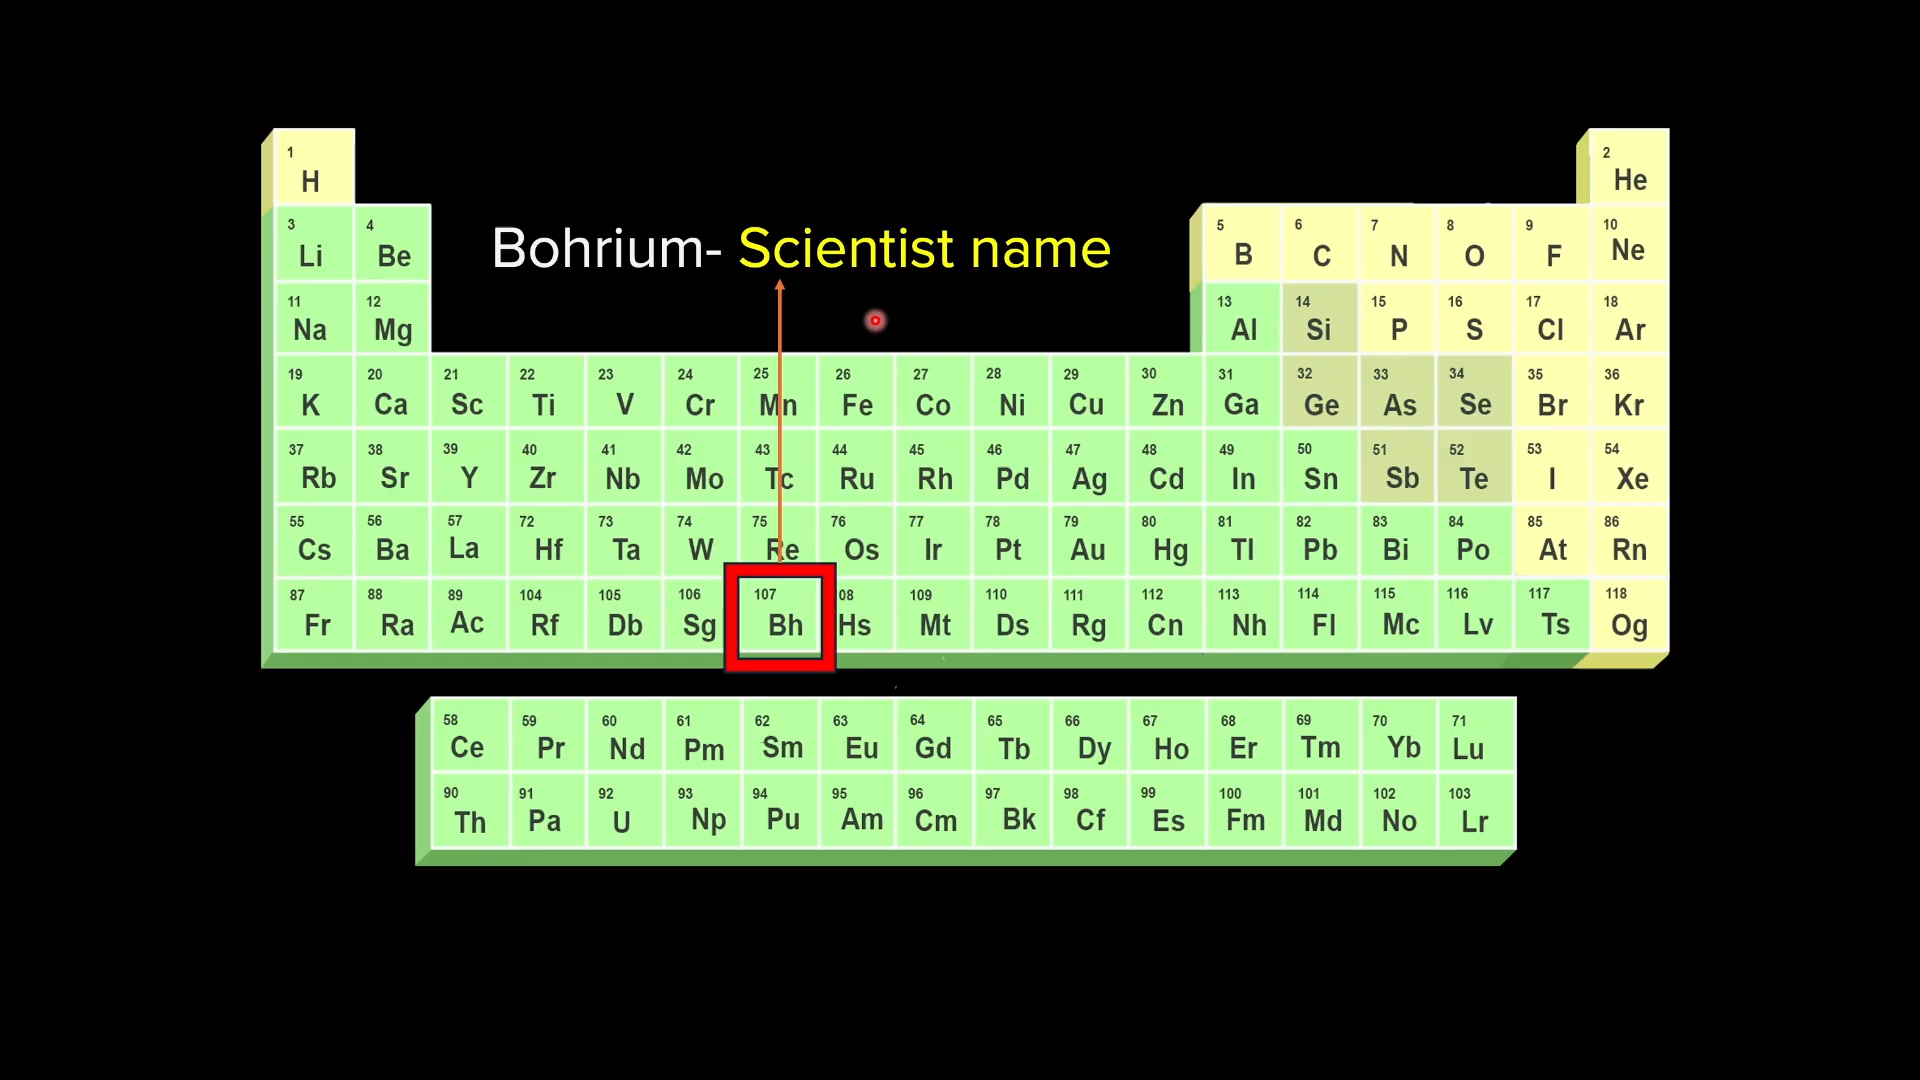 1 2
H He
Bohrium- Scientist name
3 4 5 6 7 8 9 10
Li Be B C N O F Ne
11 12 13 14 15 16 17 18
Na Mg Al Si P S Cl Ar
19 20 21 22 23 24 25 26 27 28 29 30 31 32 33 34 35 36
K Ca Sc Ti V Cr Mn Fe Co Ni Cu Zn Ga Ge As Se Br Kr
37 38 39 40 41 42 43 44 45 46 47 48 49 50 51 52 53 54
Rb Sr Y Zr Nb Mo Tc Ru Rh Pd Ag Cd In Sn Sb Te I Xe
55 56 57 72 73 74 75 76 77 78 79 80 81 82 83 84 85 86
Cs Ba La Hf Ta W Re Os Ir Pt Au Hg Tl Pb Bi Po At Rn
87 88 89 104 105 106 107 08 109 110 111 112 113 114 115 116 117 118
Fr Ra Ac Rf Db Sg Bh Hs Mt Ds Rg Cn Nh Fl Mc Lv Ts Og
58 59 60 61 62 63 64 65 66 67 68 69 70 71
Ce Pr Nd Pm Sm Eu Gd Tb Dy Ho Er Tm Yb Lu
90 91 92 93 94 95 96 97 98 99 100 101 102 103
Th Pa U Np Pu Am Cm Bk Cf Es Fm Md No Lr